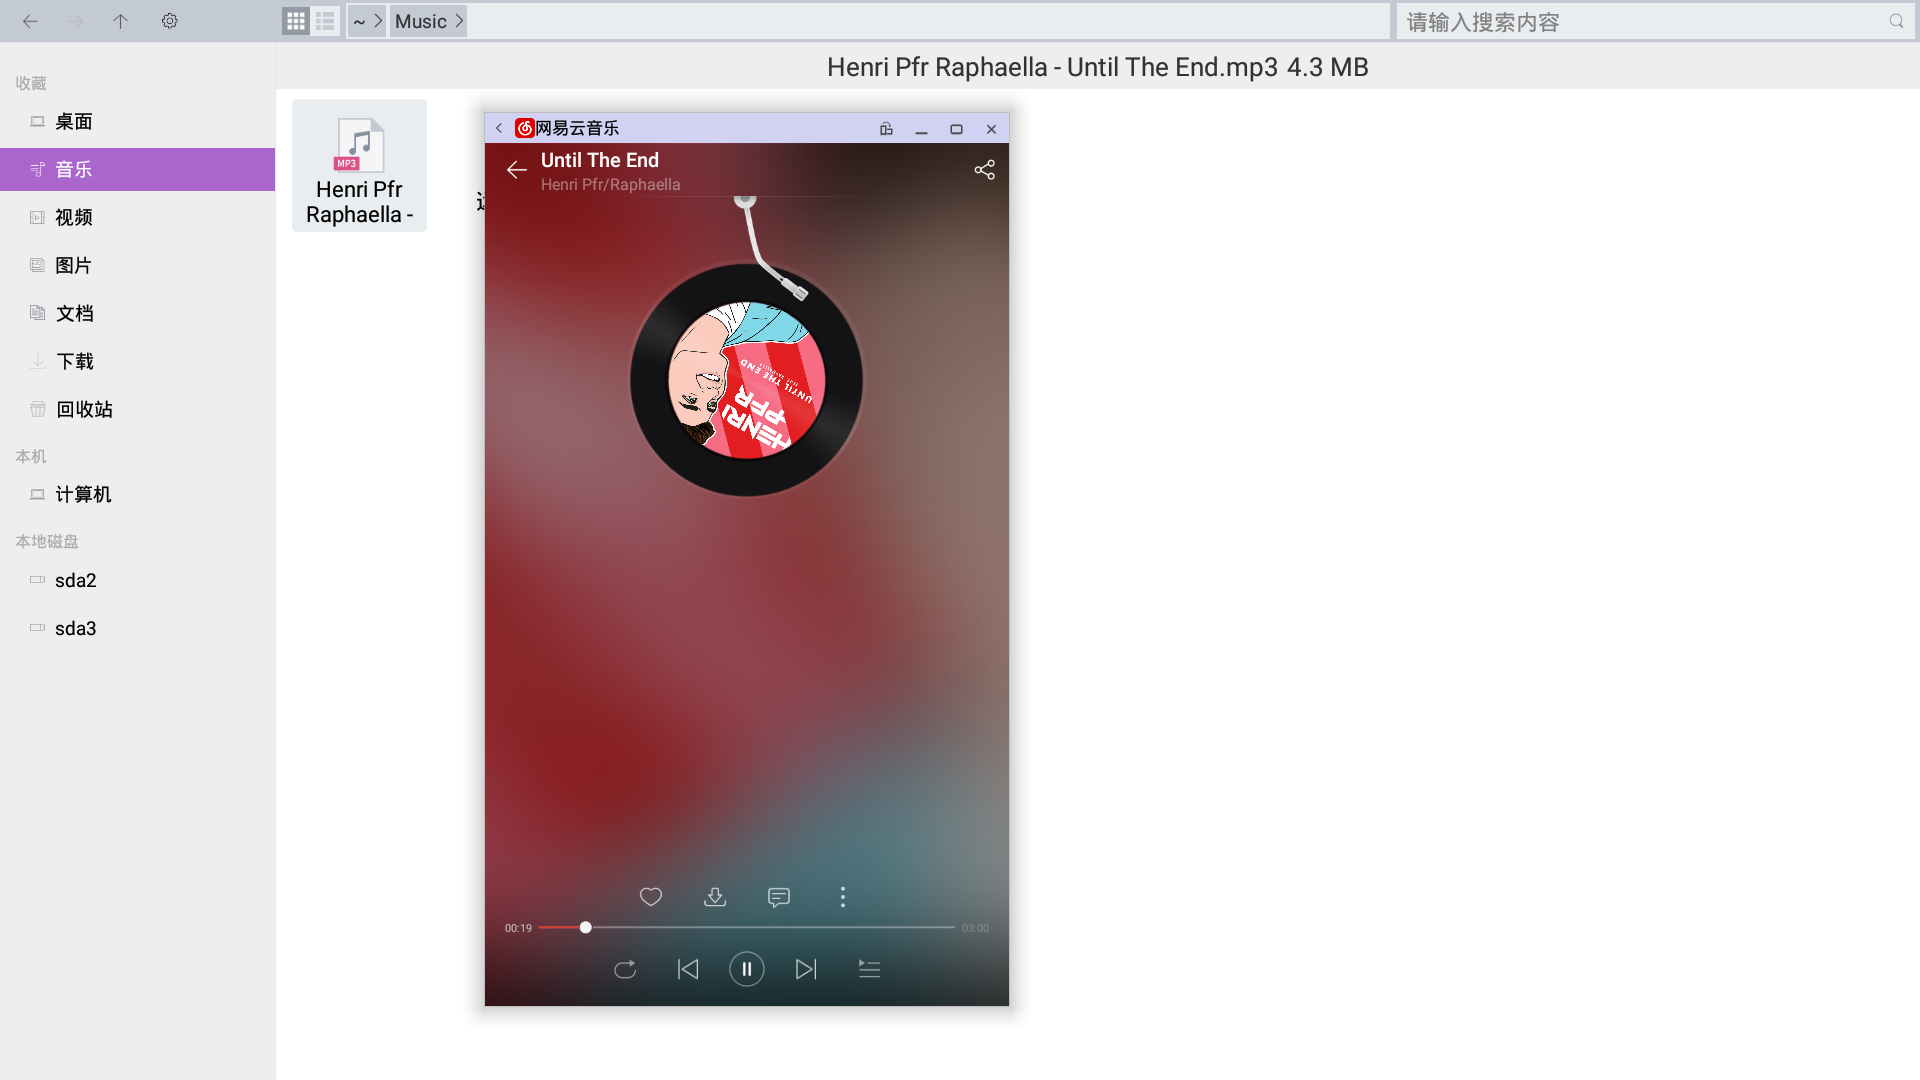 ~ Music
请输入搜索内容
Henri Pfr Raphaella - Until The End.mp3 4.3 MB
收藏
桌面
音乐
视频
图片
文档
下载
回收站
本机
计算机
本地磁盘
sda2
sda3
MP3
Henri Pfr
Raphaella -
网易云音乐
Until The End
Henri Pfr/Raphaella
UNTIL THE END
HENRI
PFR
00:19
03:00